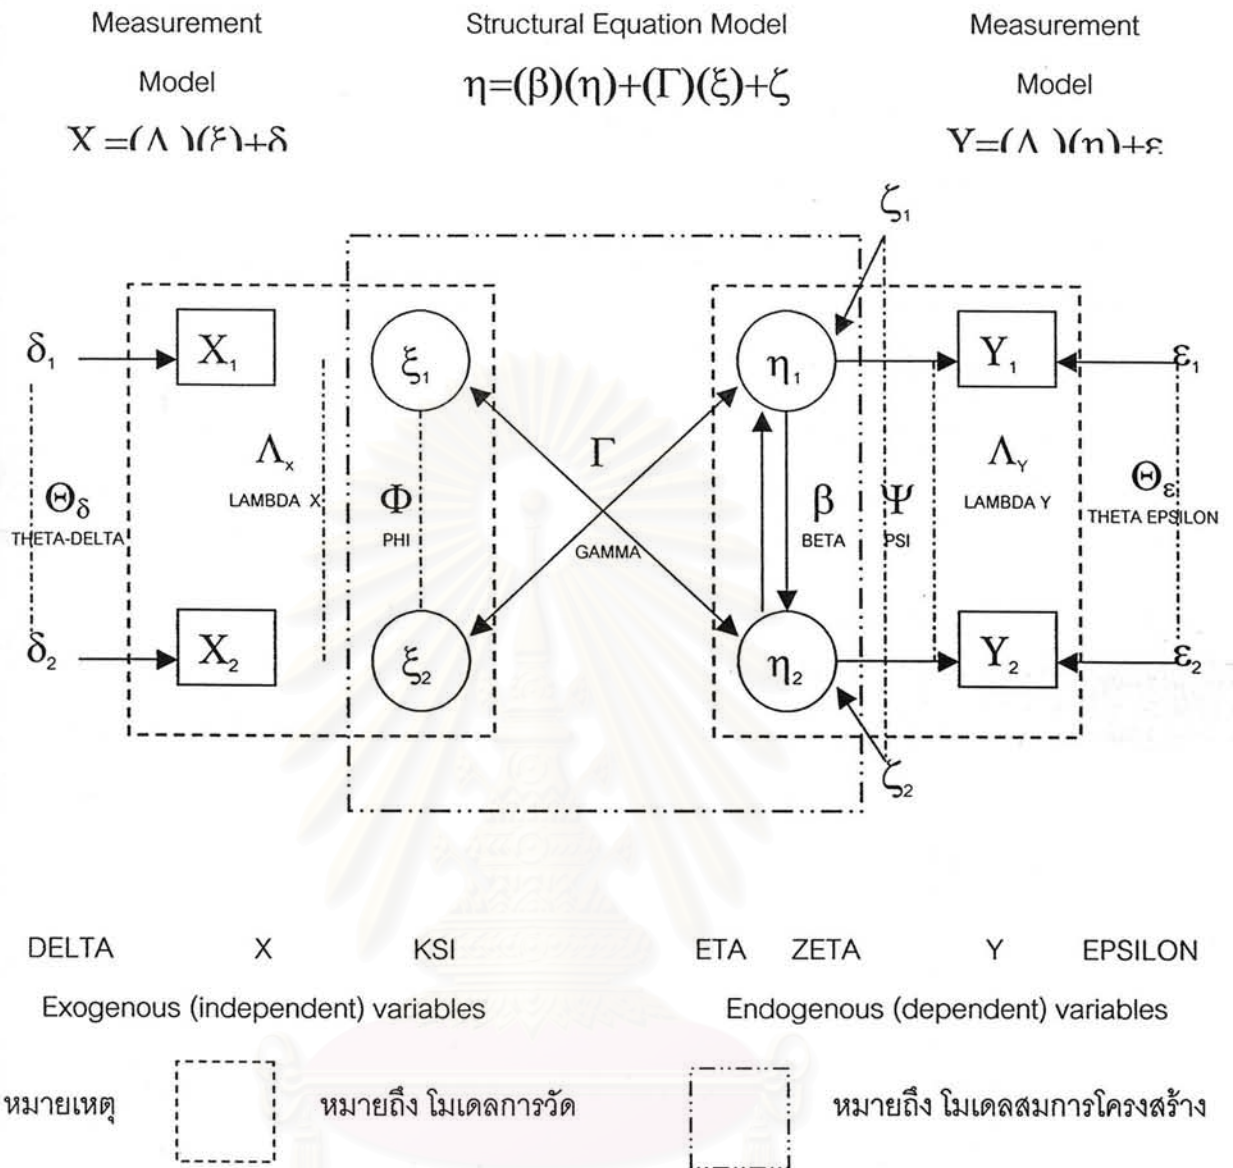 Measurement
Model
X =(Λ )(ξ)+δ
Structural Equation Model
η=(β)(η)+(Γ)(ξ)+ζ
Measurement
Model
Y=(Λ )(η)+ε
ζ1
δ1
X1
ξ1
η1
Y1
ε1
Γ
Λx
LAMBDA X
Θδ
THETA-DELTA
Φ
PHI
GAMMA
β
BETA
Ψ
PSI
ΛY
LAMBDA Y
Θε
THETA EPSILON
δ2
X2
ξ2
η2
Y2
ε2
ζ2
DELTA X KSI ETA ZETA Y EPSILON
Exogenous (independent) variables
Endogenous (dependent) variables
หมายเหตุ
หมายถึง โมเดลการวัด
หมายถึง โมเดลสมการโครงสร้าง